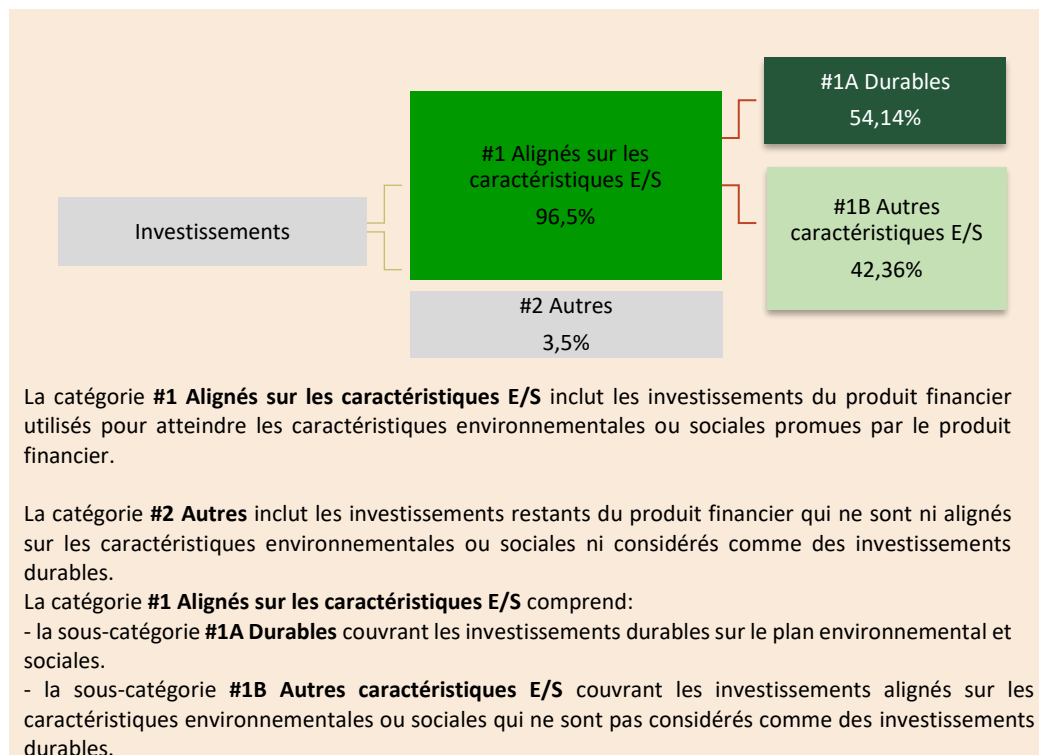 #1A Durables
54,14%
#1 Alignés sur les
caractéristiques E/S
96,5%
#1B Autres
caractéristiques E/S
42,36%
Investissements
#2 Autres
3,5%
La catégorie #1 Alignés sur les caractéristiques E/S inclut les investissements du produit financier
utilisés pour atteindre les caractéristiques environnementales ou sociales promues par le produit
financier.
La catégorie #2 Autres inclut les investissements restants du produit financier qui ne sont ni alignés
sur les caractéristiques environnementales ou sociales ni considérés comme des investissements
durables.
La catégorie #1 Alignés sur les caractéristiques E/S comprend:
- la sous-catégorie #1A Durables couvrant les investissements durables sur le plan environnemental et
sociales.
- la sous-catégorie #1B Autres caractéristiques E/S couvrant les investissements alignés sur les
caractéristiques environnementales ou sociales qui ne sont pas considérés comme des investissements
durables.